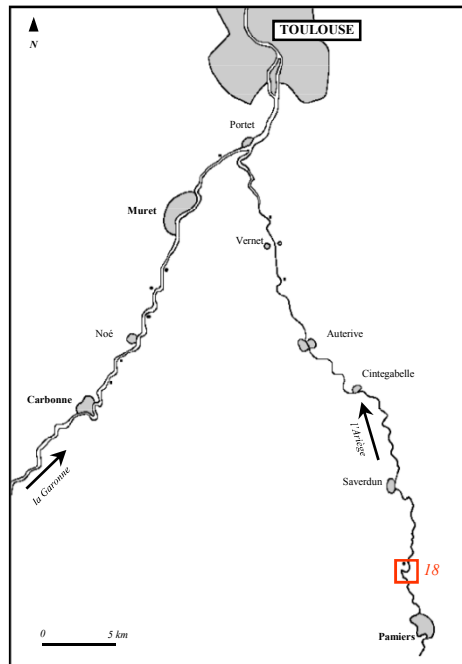 TOULOUSE
N
Portet
Muret
Vernet
Noé
Auterive
Cintegabelle
Carbonne
l'Ariège
la Garonne
Saverdun
18
0 5 km
Pamiers